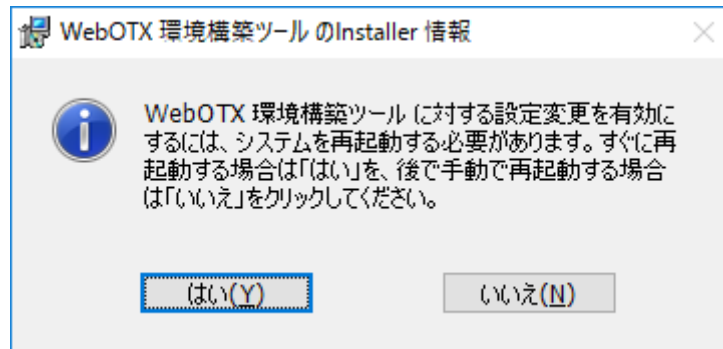 WebOTX 環境構築ツール のInstaller 情報
WebOTX 環境構築ツール に対する設定変更を有効に
するには、システムを再起動する必要があります。すぐに再
起動する場合は「はい」を、後で手動で再起動する場合
は「いいえ」をクリックしてください。
はい(Y)
いいえ(N)